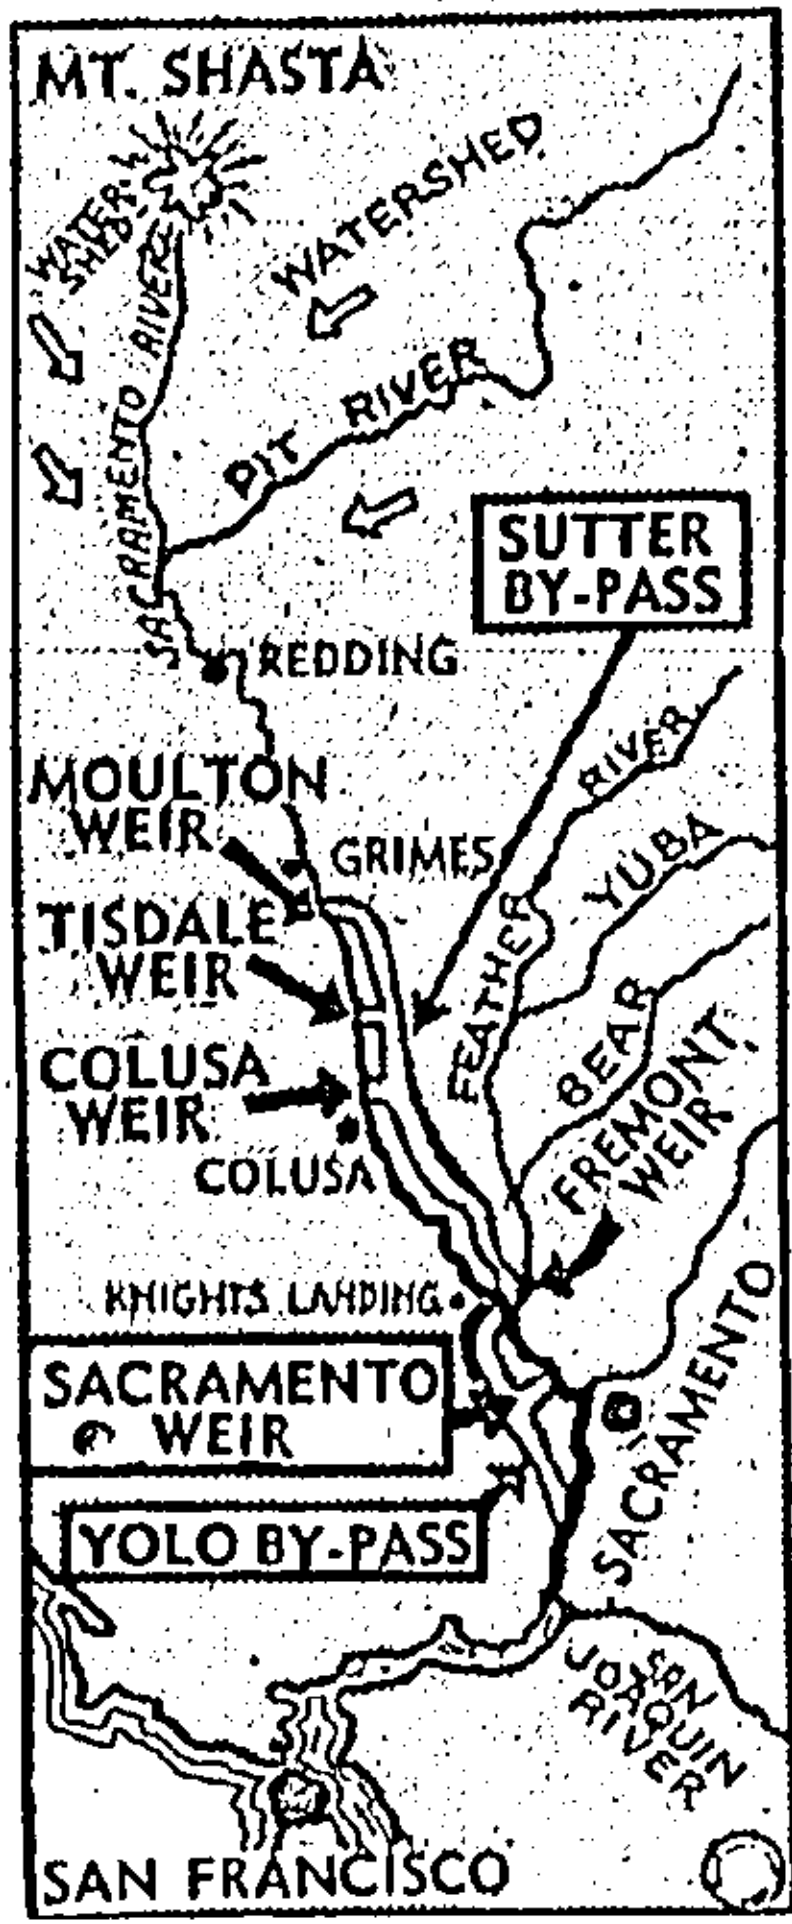 MT. SHASTA
WATER-
SHED
WATERSHED
SACRAMENTO RIVER
PIT RIVER
SUTTER
BY-PASS
REDDING
MOULTON
WEIR
GRIMES
RIVER
FEATHER
YUBA
TISDALE
WEIR
BEAR
COLUSA
WEIR
FREMONT
WEIR
COLUSA
KNIGHTS LANDING
SACRAMENTO
WEIR
SACRAMENTO
YOLO BY-PASS
SAN
JOAQUIN
RIVER
SAN FRANCISCO